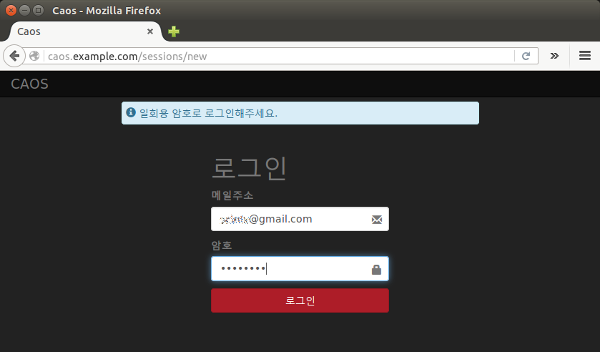 Caos - Mozilla Firefox
Caos
caos.example.com/sessions/new
CAOS
일회용 암호로 로그인해주세요.
로그인
메일주소
@gmail.com
암호
로그인